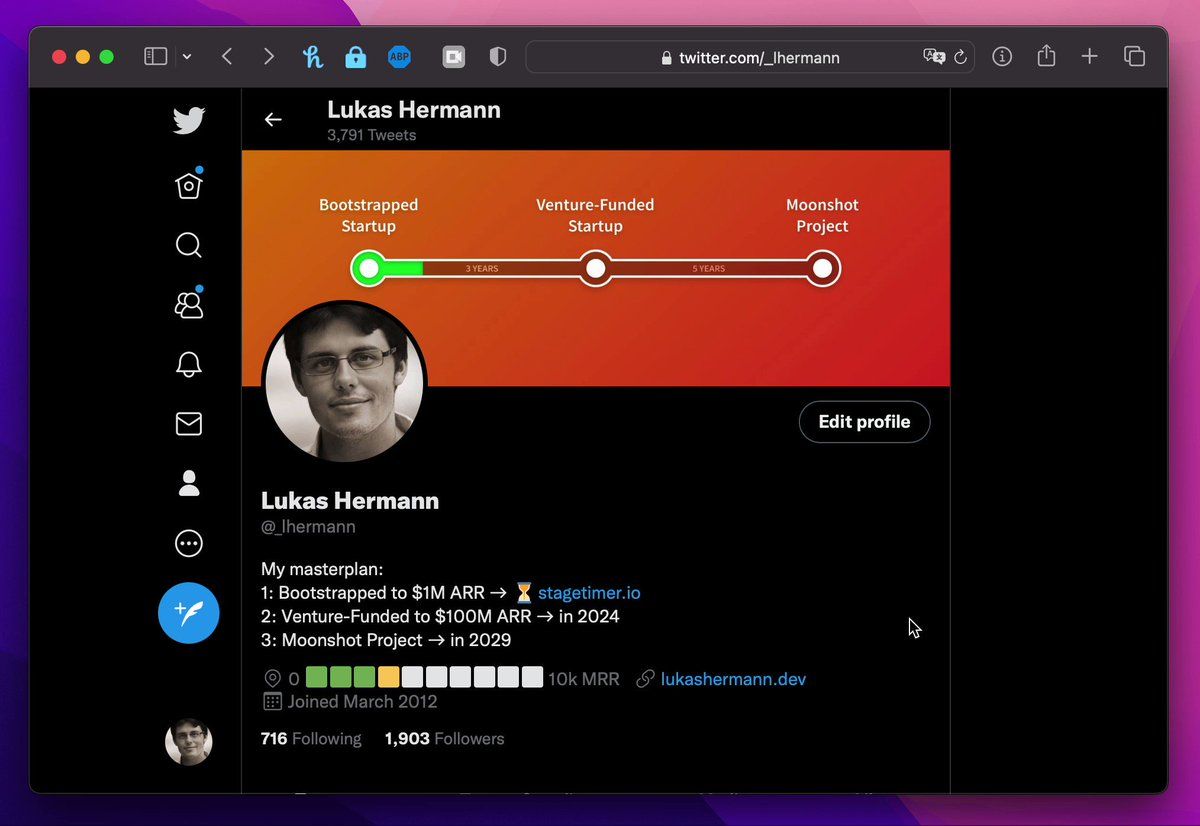 ABP
twitter.com/_lhermann
Lukas Hermann
3,791 Tweets
Bootstrapped
Startup
Venture-Funded
Startup
Moonshot
Project
3 YEARS
5 YEARS
Edit profile
Lukas Hermann
@_lhermann
My masterplan:
1: Bootstrapped to $1M ARR → ⏳ stagetimer.io
2: Venture-Funded to $100M ARR → in 2024
3: Moonshot Project → in 2029
0 🟩🟩🟩🟨⬜⬜⬜⬜⬜⬜ 10k MRR lukashermann.dev
Joined March 2012
716 Following 1,903 Followers